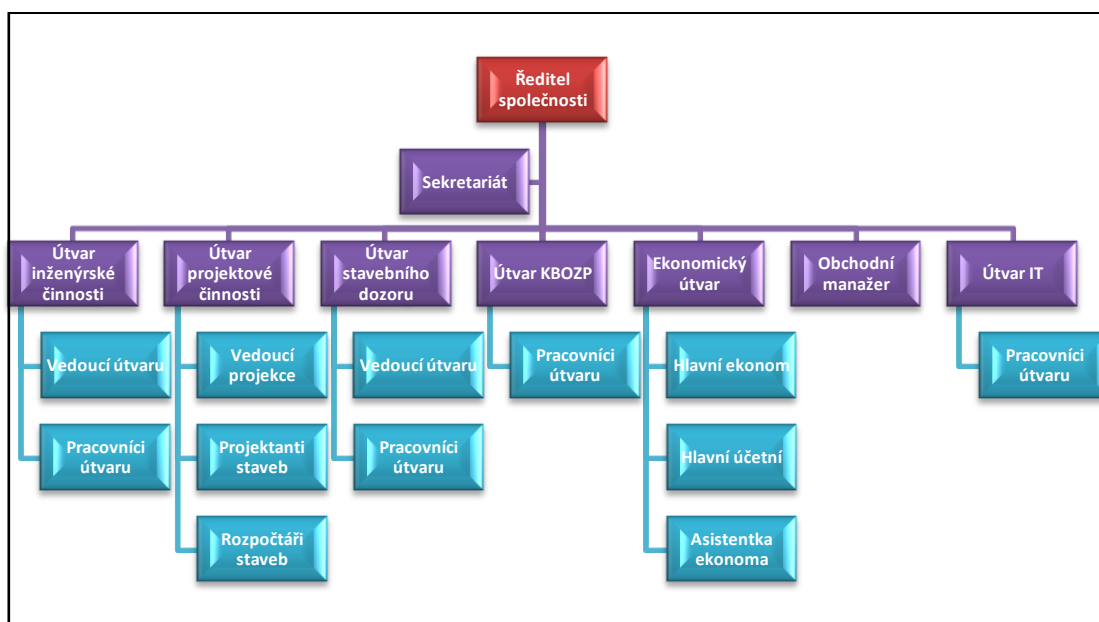 Ředitel
společnosti
Sekretariát
Útvar
inženýrské
činnosti
Útvar
projektové
činnosti
Útvar
stavebního
dozoru
Útvar KBOZP
Ekonomický
útvar
Obchodní
manažer
Útvar IT
Vedoucí útvaru
Pracovníci
útvaru
Vedoucí
projekce
Projektanti
staveb
Rozpočtáři
staveb
Vedoucí útvaru
Pracovníci
útvaru
Pracovníci
útvaru
Hlavní ekonom
Hlavní účetní
Asistentka
ekonoma
Pracovníci
útvaru